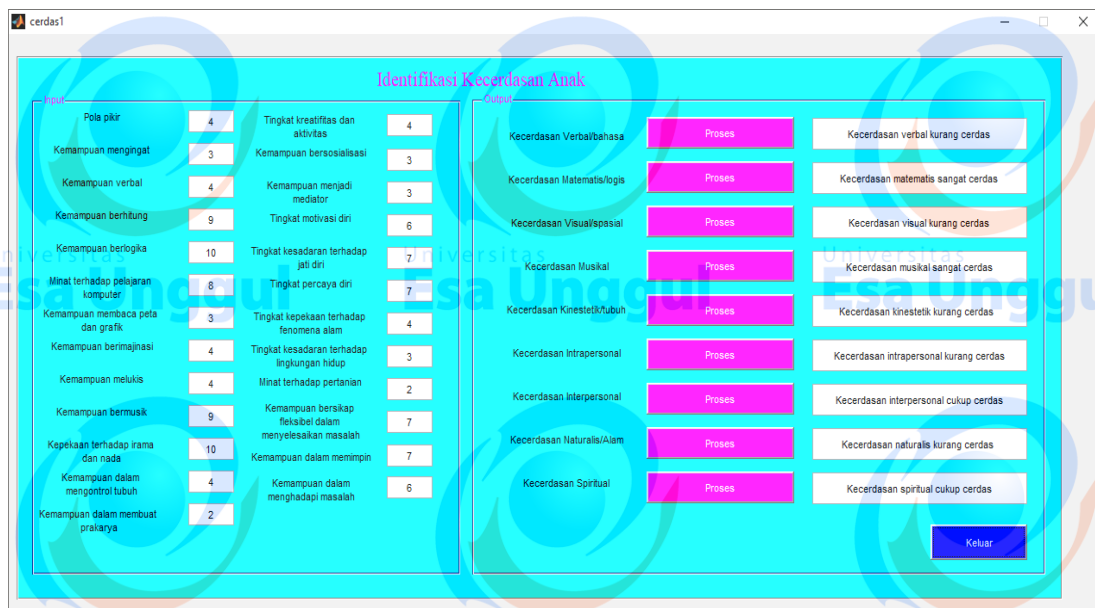 cerdas1
Identifikasi Kecerdasan Anak
Input
Pola pikir
4
Kemampuan mengingat
3
Kemampuan verbal
4
Kemampuan berhitung
9
Kemampuan berlogika
10
Minat terhadap pelajaran
komputer
8
Kemampuan membaca peta
dan grafik
3
Kemampuan berimajinasi
4
Kemampuan melukis
4
Kemampuan bermusik
9
Kepekaan terhadap irama
dan nada
10
Kemampuan dalam
mengontrol tubuh
4
Kemampuan dalam membuat
prakarya
2
Tingkat kreatifitas dan
aktivitas
4
Kemampuan bersosialisasi
3
Kemampuan menjadi
mediator
3
Tingkat motivasi diri
6
Tingkat kesadaran terhadap
jati diri
7
Tingkat percaya diri
7
Tingkat kepekaan terhadap
fenomena alam
4
Tingkat kesadaran terhadap
lingkungan hidup
3
Minat terhadap pertanian
2
Kemampuan bersikap
fleksibel dalam
menyelesaikan masalah
7
Kemampuan dalam memimpin
7
Kemampuan dalam
menghadapi masalah
6
Output
Kecerdasan Verbal/bahasa
Proses
Kecerdasan verbal kurang cerdas
Kecerdasan Matematis/logis
Proses
Kecerdasan matematis sangat cerdas
Kecerdasan Visual/spasial
Proses
Kecerdasan visual kurang cerdas
Kecerdasan Musikal
Proses
Kecerdasan musikal sangat cerdas
Kecerdasan Kinestetik/tubuh
Proses
Kecerdasan kinestetik kurang cerdas
Kecerdasan Intrapersonal
Proses
Kecerdasan intrapersonal kurang cerdas
Kecerdasan Interpersonal
Proses
Kecerdasan interpersonal cukup cerdas
Kecerdasan Naturalis/Alam
Proses
Kecerdasan naturalis kurang cerdas
Kecerdasan Spiritual
Proses
Kecerdasan spiritual cukup cerdas
Keluar
Universitas
Esa Unggul
Universitas
Esa Unggul
Universitas
Esa Unggul